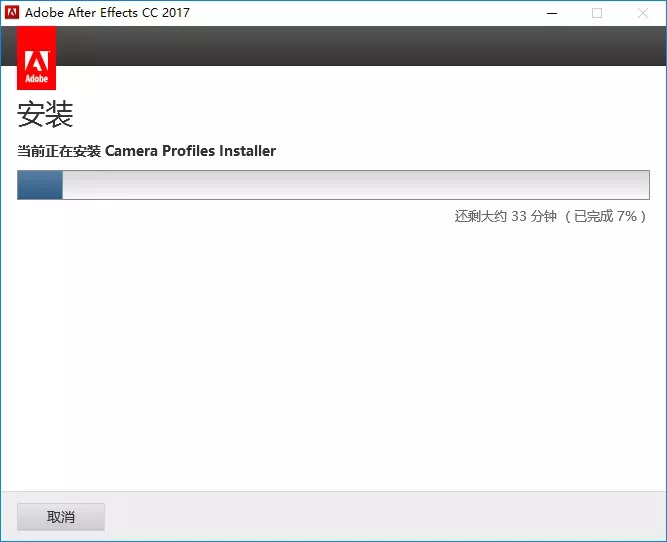 Adobe After Effects CC 2017
Adobe
安装
当前正在安装 Camera Profiles Installer
还剩大约 33 分钟 （已完成 7%）
取消